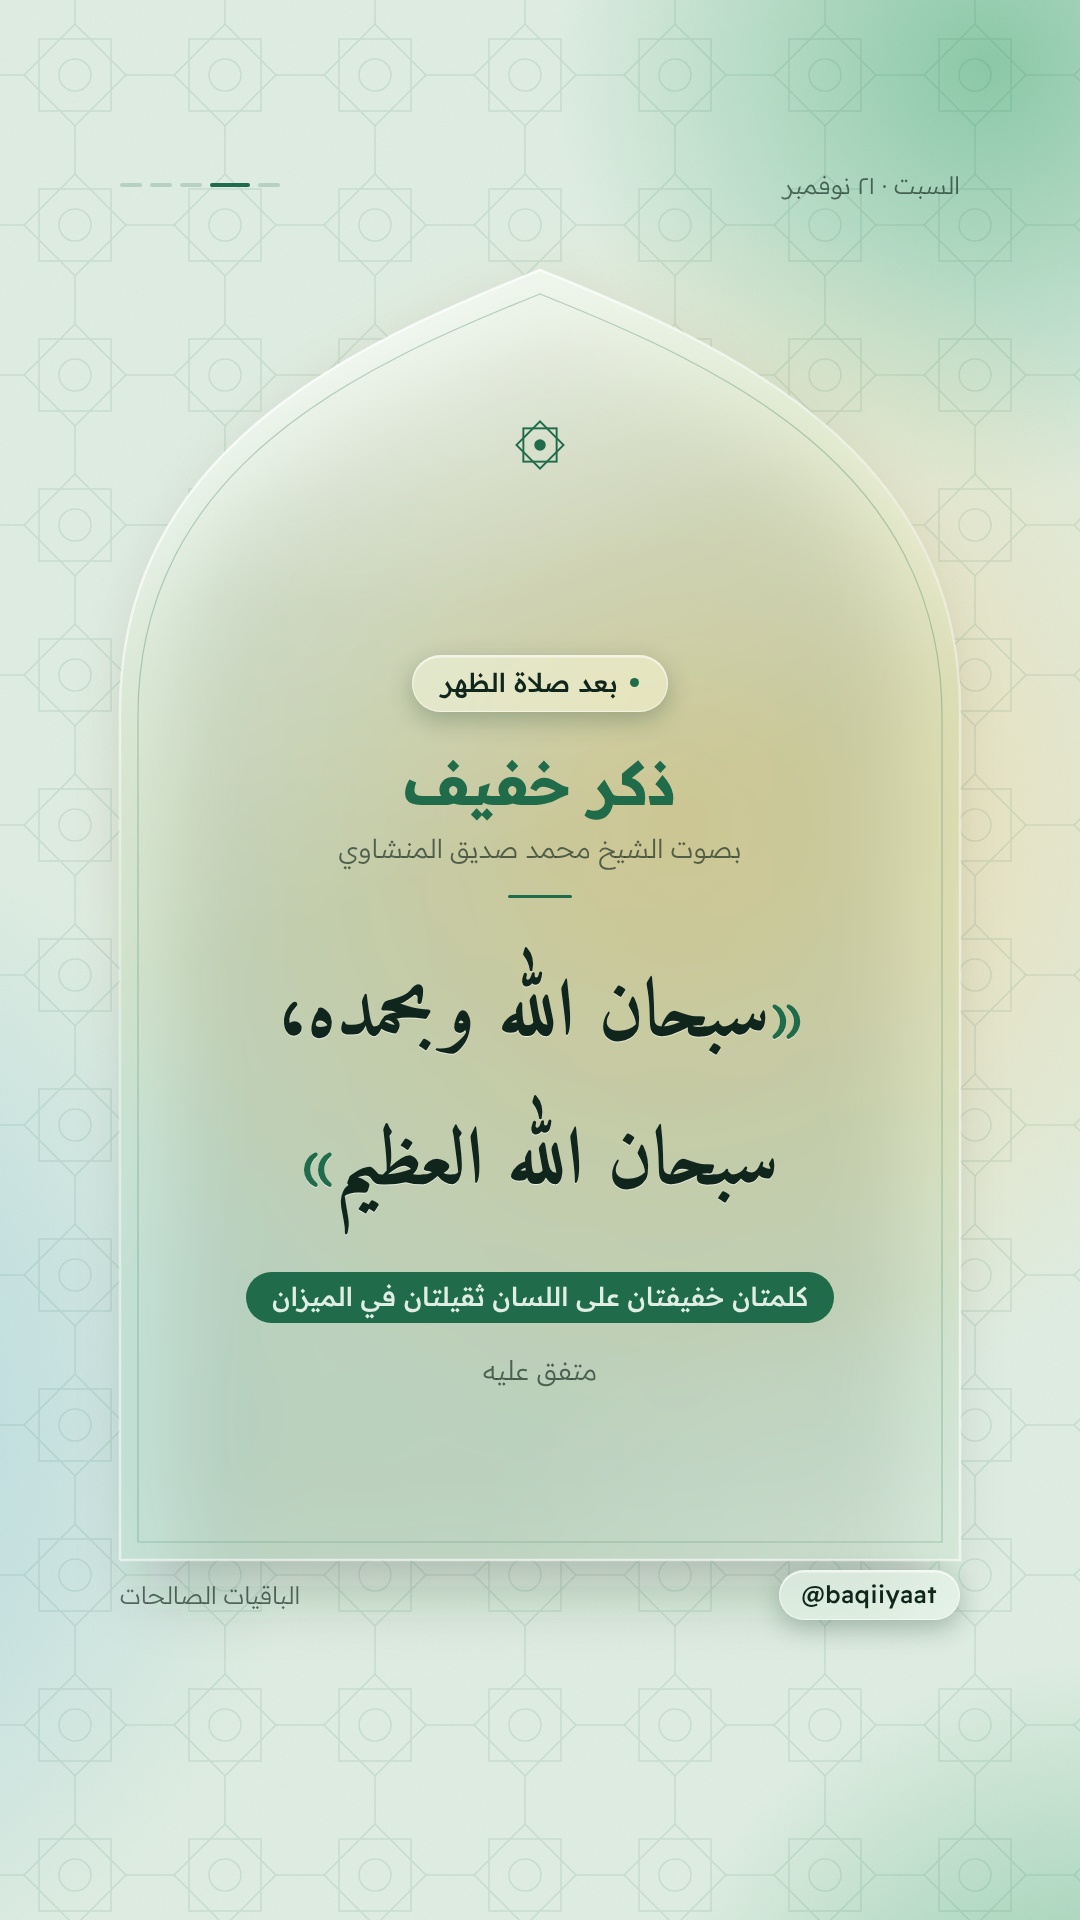 السبت · ٢١ نوفمبر
بعد صلاة الظهر
ذكر خفيف
بصوت الشيخ محمد صديق المنشاوي
«سبحان الله وبحمده،
سبحان الله العظيم»
كلمتان خفيفتان على اللسان ثقيلتان في الميزان
متفق عليه
@baqiiyaat
الباقيات الصالحات